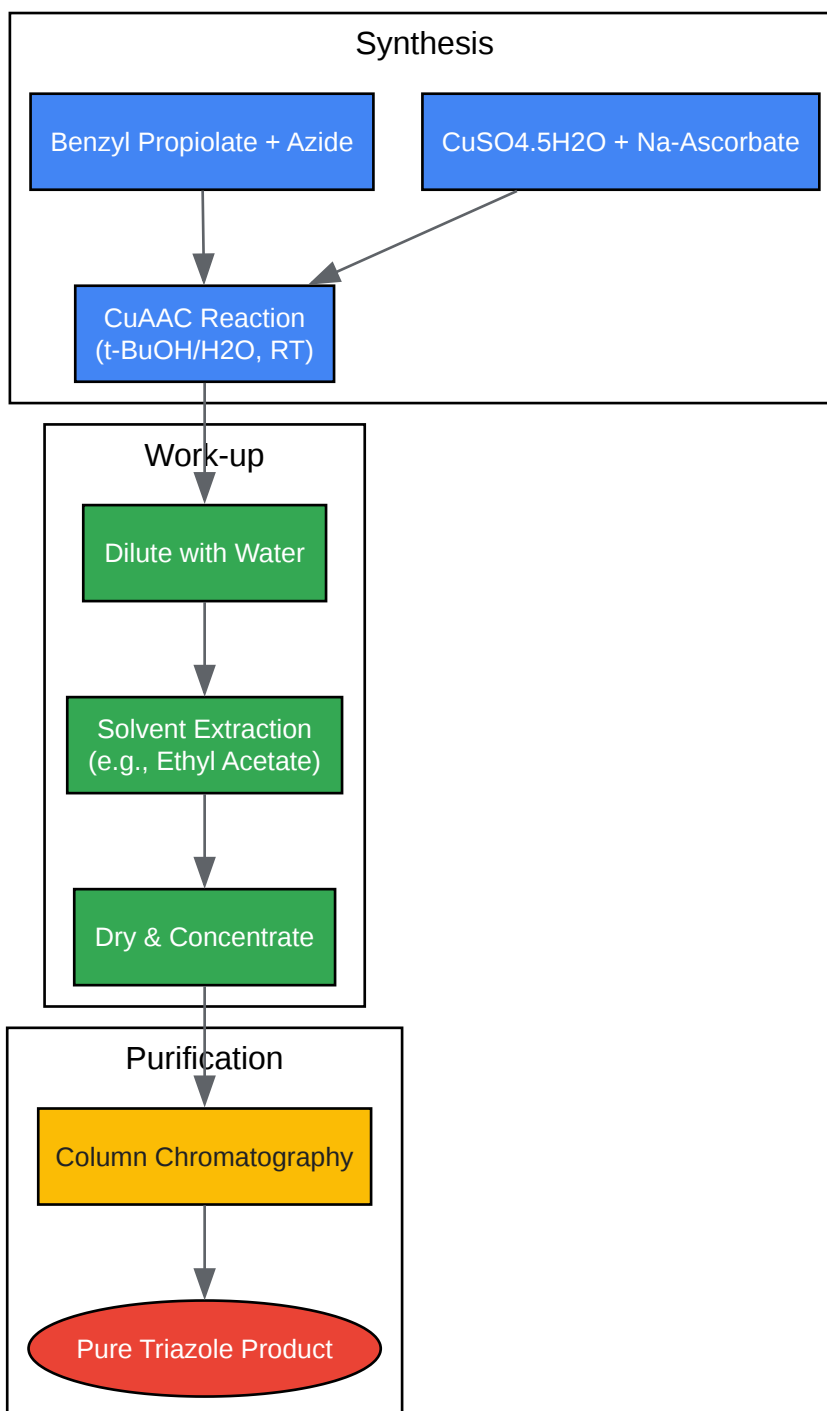 Synthesis
Benzyl Propiolate + Azide
CuSO4.5H2O + Na-Ascorbate
CuAAC Reaction
(t-BuOH/H2O, RT)
Work-up
Dilute with Water
Solvent Extraction
(e.g., Ethyl Acetate)
Dry & Concentrate
Purification
Column Chromatography
Pure Triazole Product